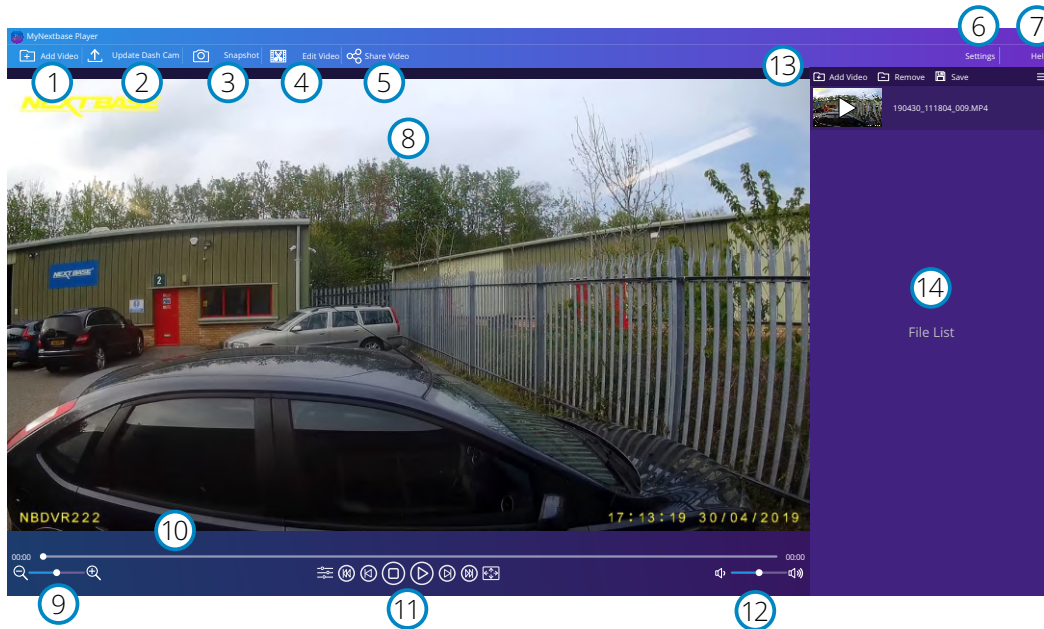 6
7
MyNextbase Player
Add Video
Update Dash Cam
Snapshot
Edit Video
Share Video
Settings
Hel
1
2
3
4
5
13
Add Video
Remove
Save
NEXTBASE
190430_111804_009.MP4
8
NEXTBASE
2
14
File List
NBDVR222
17:13:19 30/04/2019
10
00:00
00:00
9
11
12